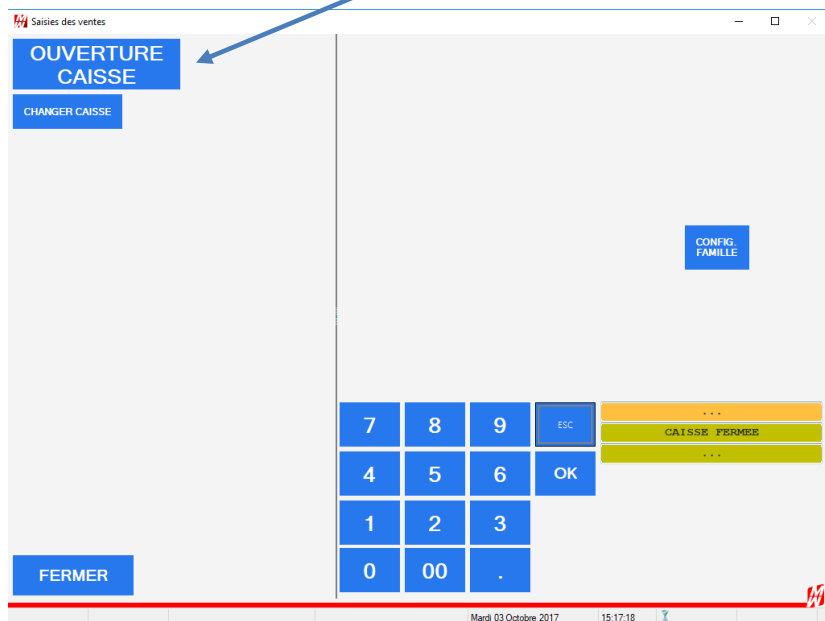 Saisies des ventes
OUVERTURE
CAISSE
CHANGER CAISSE
CONFIG.
FAMILLE
7 8 9 ESC
...
CAISSE FERMEE
...
4 5 6 OK
1 2 3
0 00 .
FERMER
Mardi 03 Octobre 2017 15:17:18